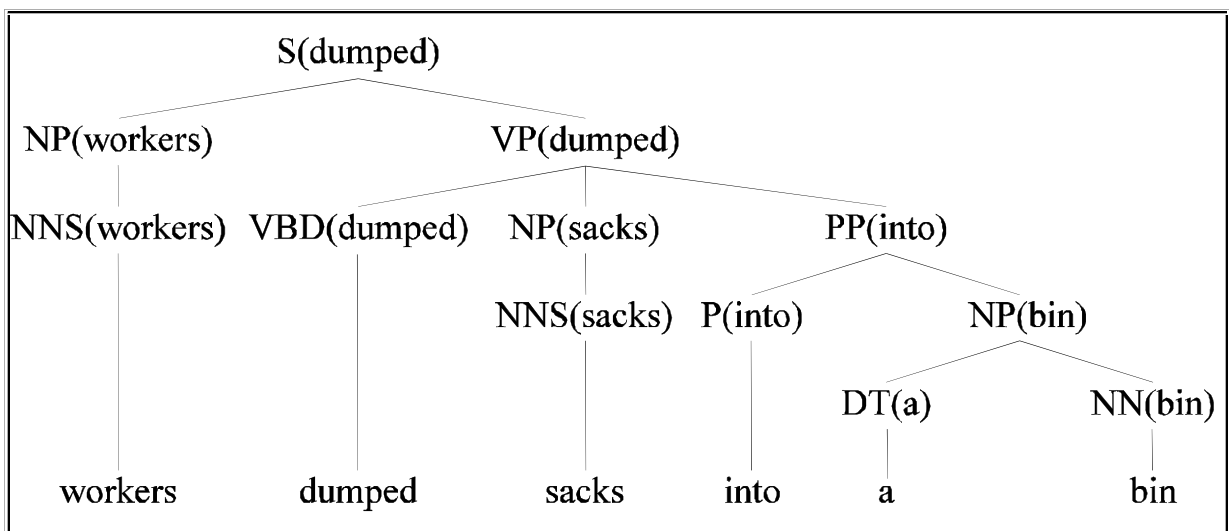 S(dumped)
NP(workers) VP(dumped)
NNS(workers) VBD(dumped) NP(sacks) PP(into)
NNS(sacks) P(into) NP(bin)
DT(a) NN(bin)
workers dumped sacks into a bin